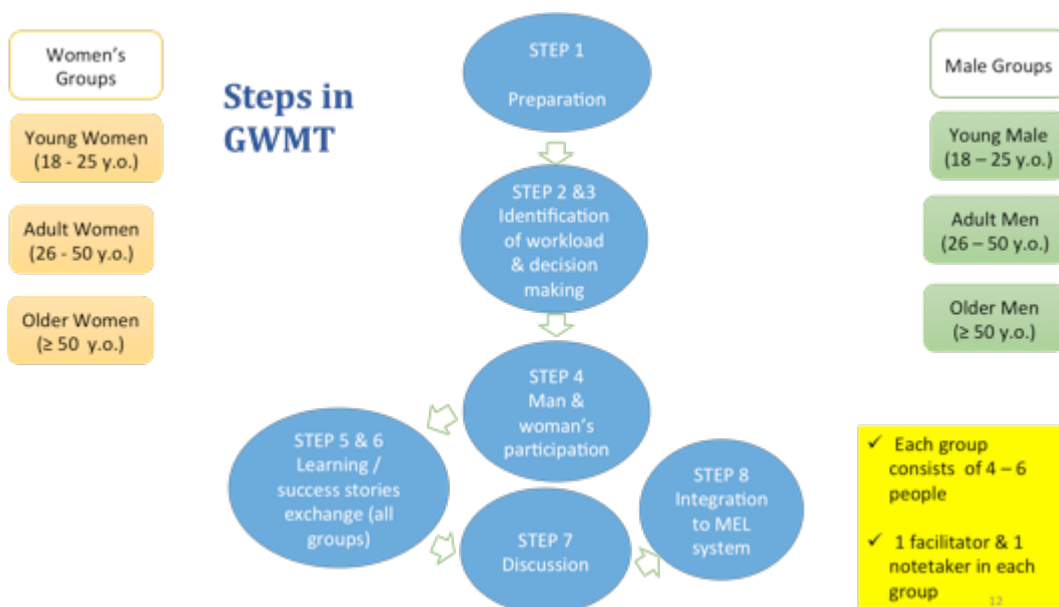 Women's
Groups
Young Women
(18 - 25 y.o.)
Adult Women
(26 - 50 y.o.)
Older Women
(≥ 50 y.o.)
Steps in
GWMT
STEP 1
Preparation
STEP 2 &3
Identification
of workload
& decision
making
STEP 4
Man &
woman's
participation
STEP 5 & 6
Learning /
success stories
exchange (all
groups)
STEP 7
Discussion
STEP 8
Integration
to MEL
system
Male Groups
Young Male
(18 – 25 y.o.)
Adult Men
(26 – 50 y.o.)
Older Men
(≥ 50 y.o.)
✓ Each group
consists of 4 – 6
people
✓ 1 facilitator & 1
notetaker in each
group
12